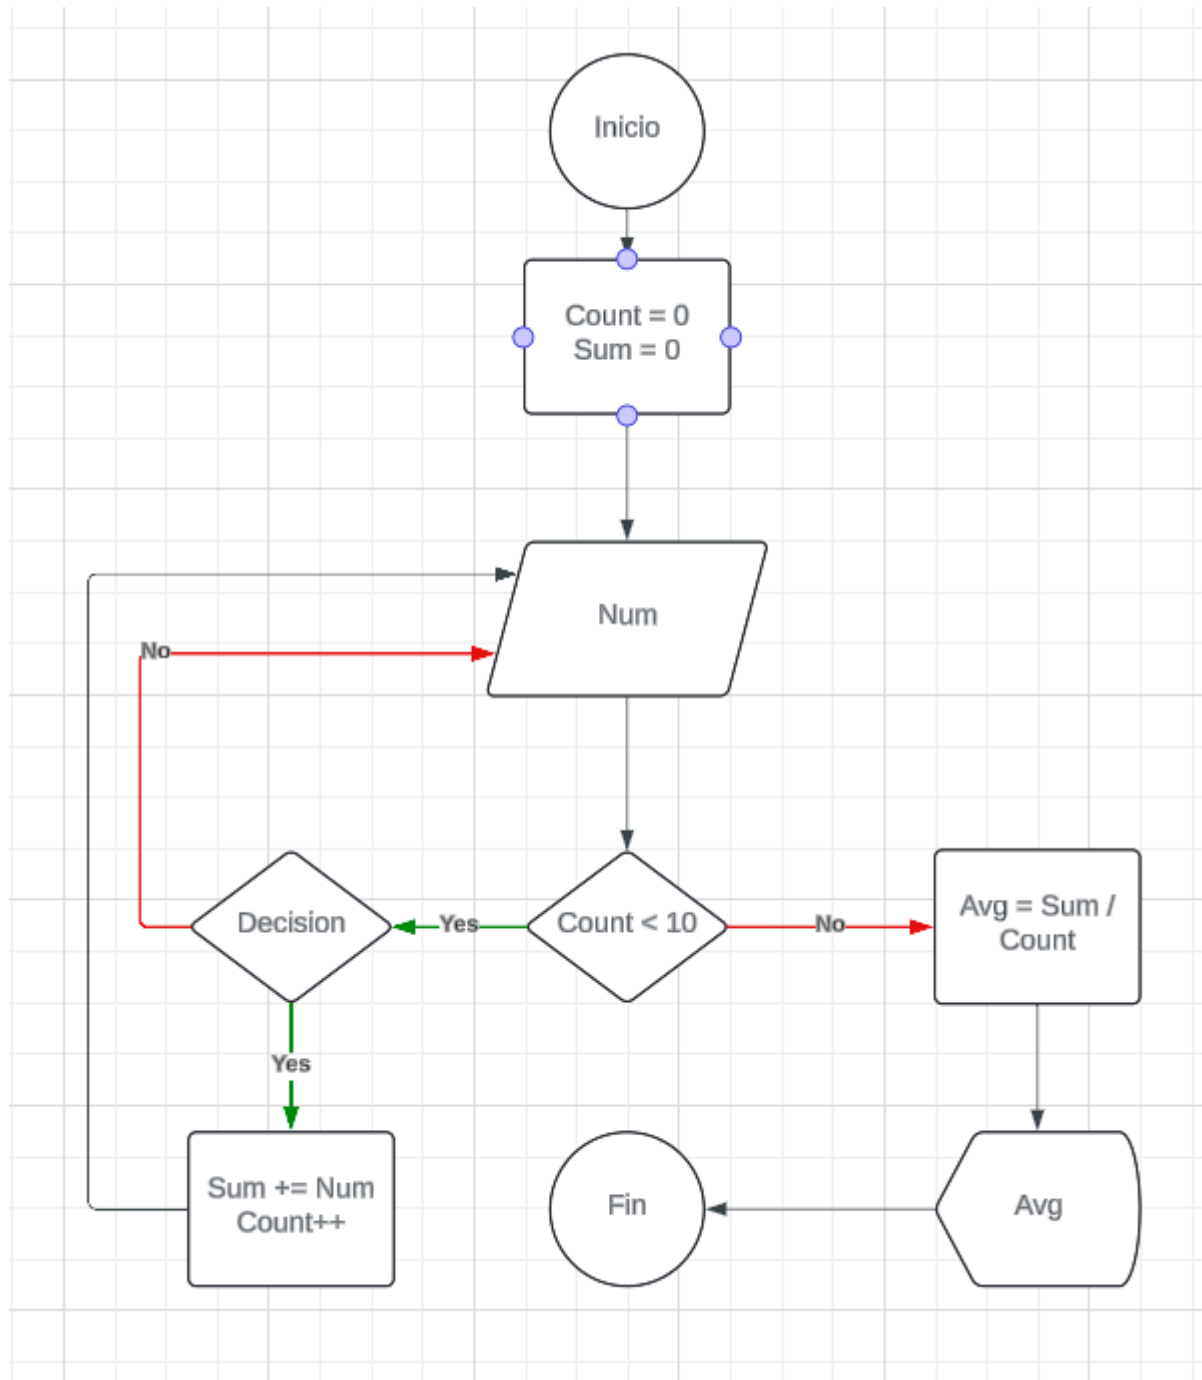 Inicio
Count = 0
Sum = 0
Num
No
Decision
Yes
Count < 10
No
Avg = Sum /
Count
Yes
Sum += Num
Count++
Fin
Avg